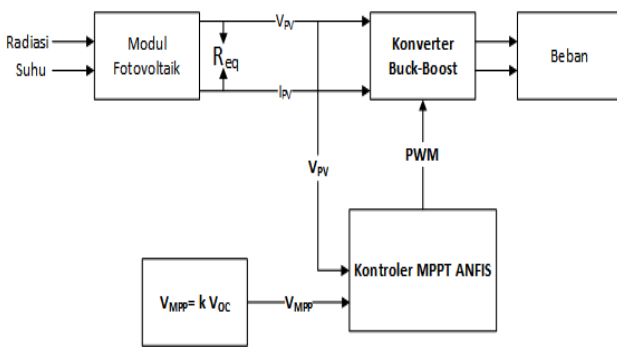 Radiasi
Suhu
Modul
Fotovoltaik
V_PV
R_eq
I_PV
Konverter
Buck-Boost
Beban
V_PV
PWM
Kontroler MPPT ANFIS
V_MPP= k V_OC
V_MPP